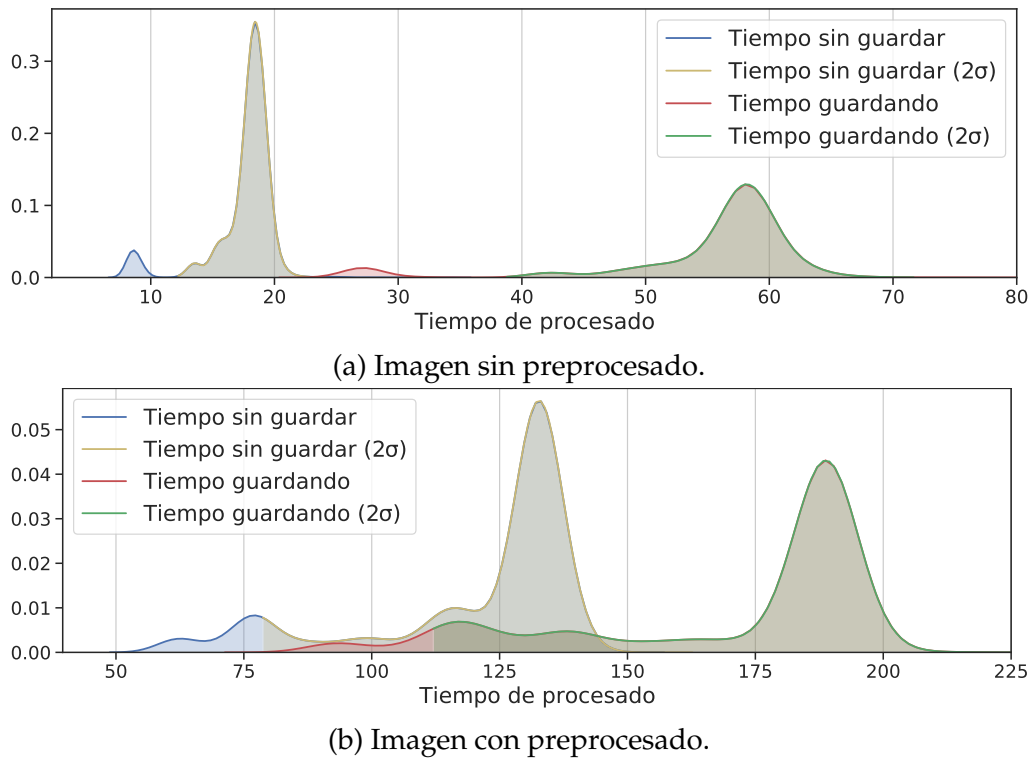 0.3
0.2
0.1
0.0
Tiempo sin guardar
Tiempo sin guardar (2σ)
Tiempo guardando
Tiempo guardando (2σ)
10 20 30 40 50 60 70 80
Tiempo de procesado
(a) Imagen sin preprocesado.
0.05
0.04
0.03
0.02
0.01
0.00
Tiempo sin guardar
Tiempo sin guardar (2σ)
Tiempo guardando
Tiempo guardando (2σ)
50 75 100 125 150 175 200 225
Tiempo de procesado
(b) Imagen con preprocesado.